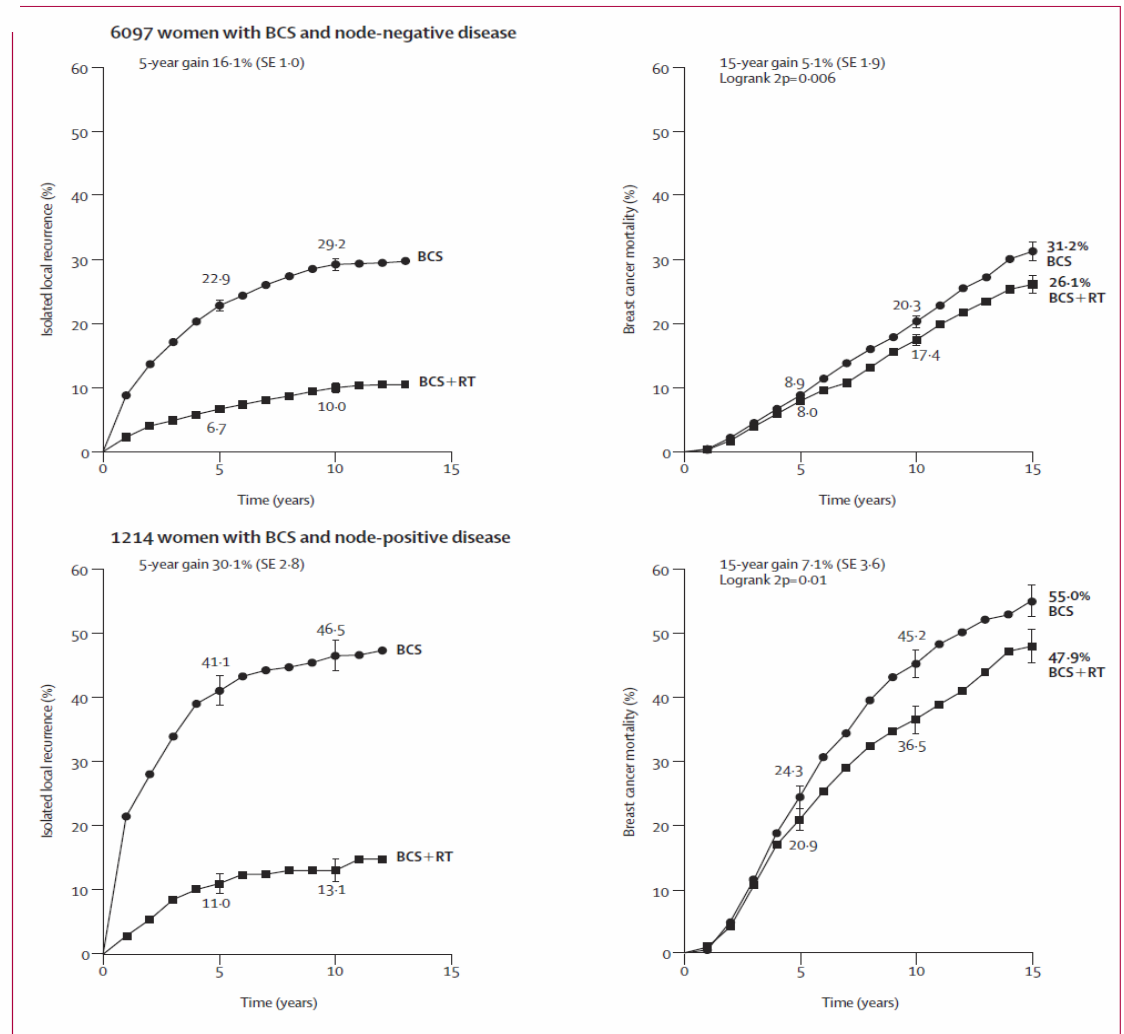 6097 women with BCS and node-negative disease
5-year gain 16·1% (SE 1·0)
60
50
40
30
20
10
0
Isolated local recurrence (%)
22·9
29·2
BCS
6·7
10·0
BCS+RT
0
5
10
15
Time (years)
15-year gain 5·1% (SE 1·9)
Logrank 2p=0·006
60
50
40
30
20
10
0
Breast cancer mortality (%)
8·9
8·0
20·3
17·4
31·2%
BCS
26·1%
BCS+RT
0
5
10
15
Time (years)
1214 women with BCS and node-positive disease
5-year gain 30·1% (SE 2·8)
60
50
40
30
20
10
0
Isolated local recurrence (%)
41·1
46·5
BCS
11·0
13·1
BCS+RT
0
5
10
15
Time (years)
15-year gain 7·1% (SE 3·6)
Logrank 2p=0·01
60
50
40
30
20
10
0
Breast cancer mortality (%)
24·3
20·9
45·2
36·5
55·0%
BCS
47·9%
BCS+RT
0
5
10
15
Time (years)